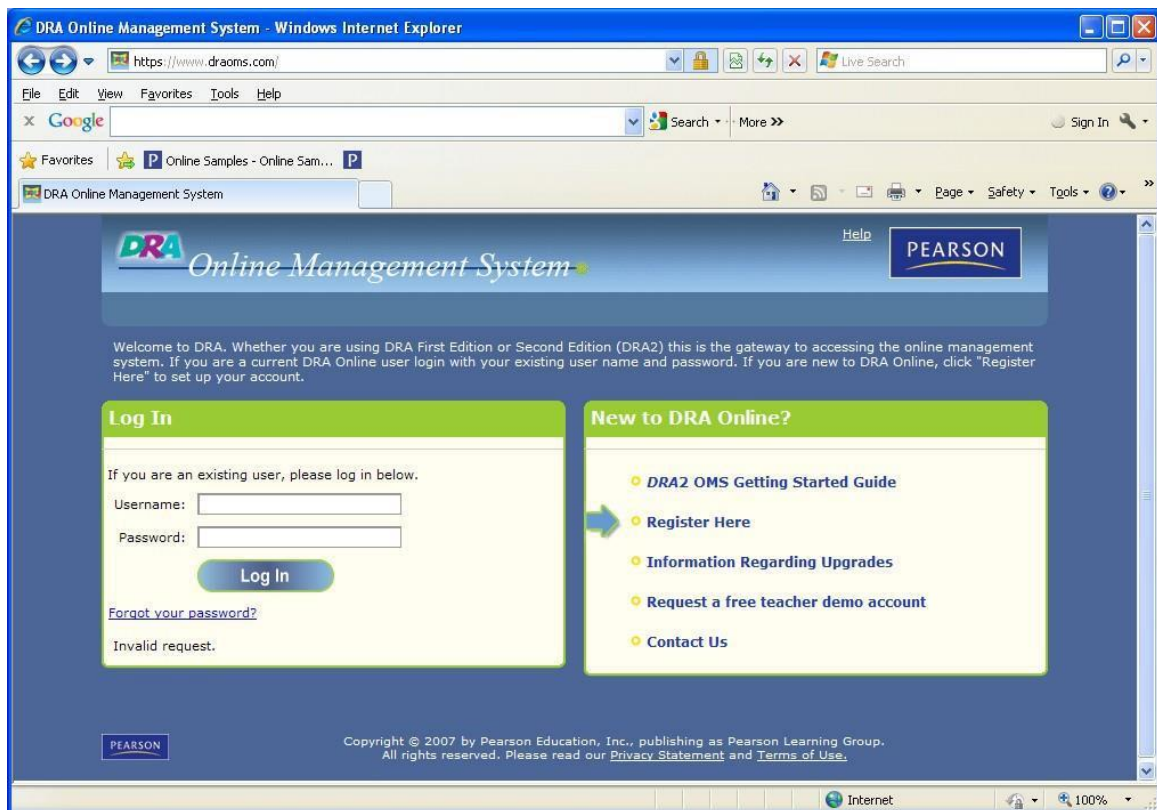 DRA Online Management System - Windows Internet Explorer
https://www.draoms.com/
Live Search
File Edit View Favorites Tools Help
x Google
Search
More >>
Sign In
Favorites
P Online Samples - Online Sam... P
DRA Online Management System
Page Safety Tools
DRA Online Management System
Help
PEARSON
Welcome to DRA. Whether you are using DRA First Edition or Second Edition (DRA2) this is the gateway to accessing the online management
system. If you are a current DRA Online user login with your existing user name and password. If you are new to DRA Online, click "Register
Here" to set up your account.
Log In
If you are an existing user, please log in below.
Username:
Password:
Log In
Forgot your password?
Invalid request.
New to DRA Online?
DRA2 OMS Getting Started Guide
Register Here
Information Regarding Upgrades
Request a free teacher demo account
Contact Us
PEARSON
Copyright © 2007 by Pearson Education, Inc., publishing as Pearson Learning Group.
All rights reserved. Please read our Privacy Statement and Terms of Use.
Internet
100%